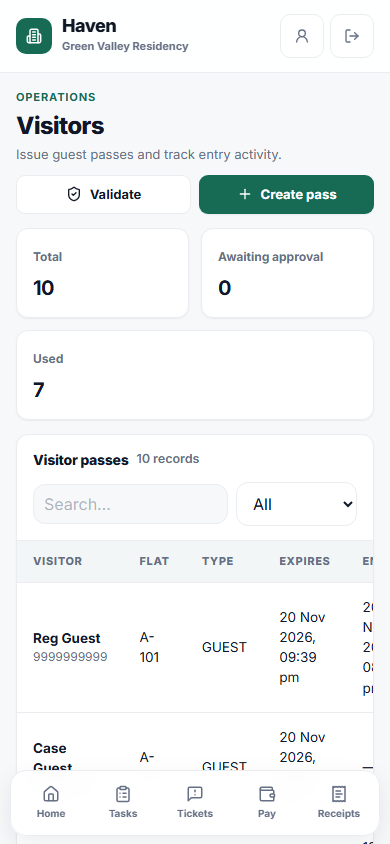 Haven
Green Valley Residency
OPERATIONS
Visitors
Issue guest passes and track entry activity.
Validate
Create pass
Total
10
Awaiting approval
0
Used
7
Visitor passes 10 records
Search...
All
VISITOR FLAT TYPE EXPIRES
Reg Guest
9999999999
A-
101
GUEST
20 Nov
2026,
09:39
pm
Case
Guest
A-
GUEST
20 Nov
2026,
—
Home Tasks Tickets Pay Receipts